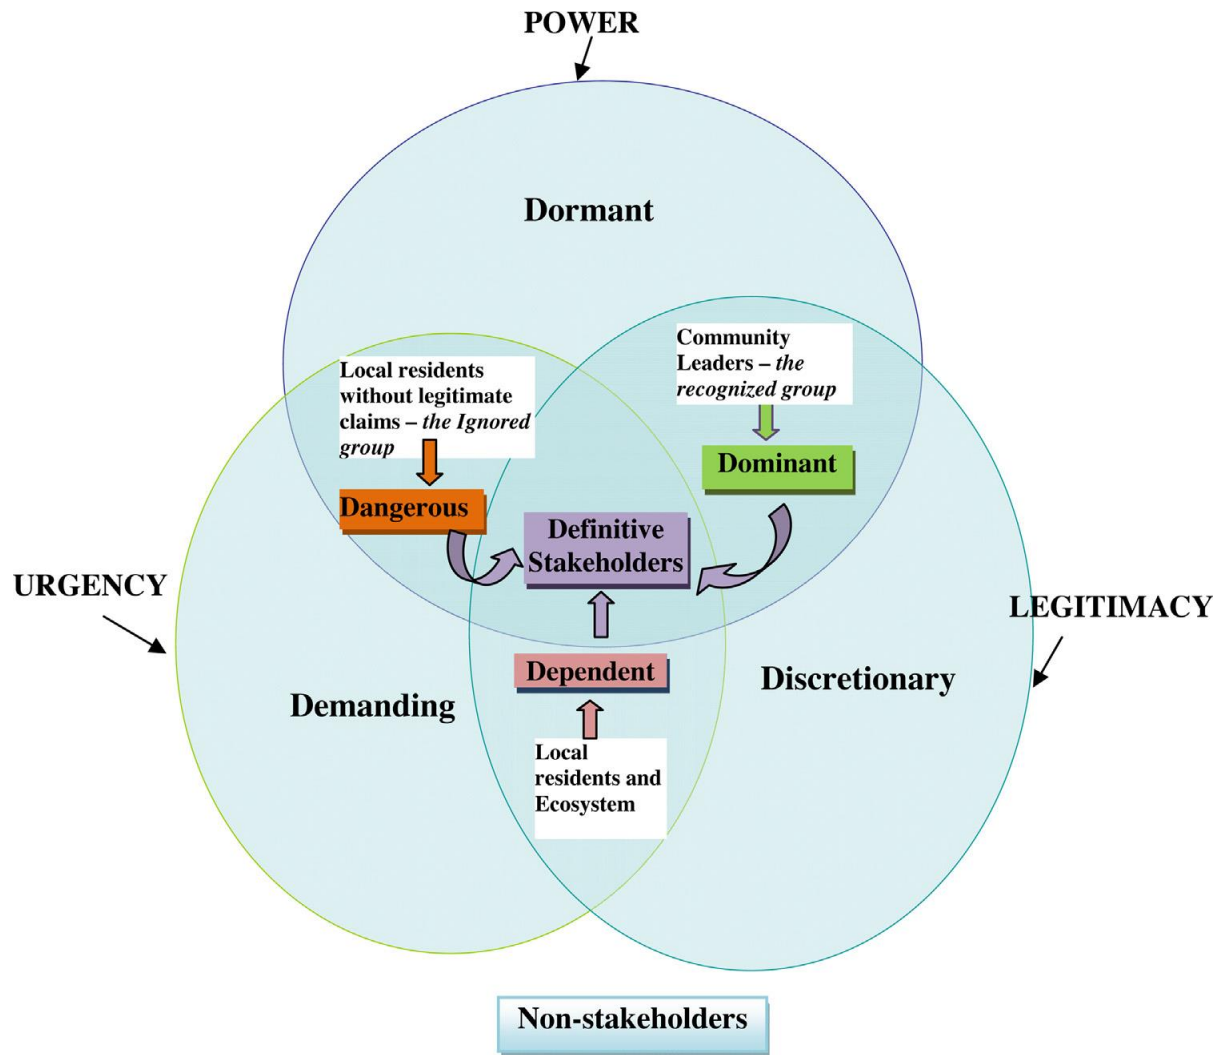 POWER
Dormant
Community
Leaders – the
recognized group
Local residents
without legitimate
claims – the Ignored
group
Dominant
Dangerous
Definitive
Stakeholders
URGENCY
LEGITIMACY
Dependent
Discretionary
Demanding
Local
residents and
Ecosystem
Non-stakeholders